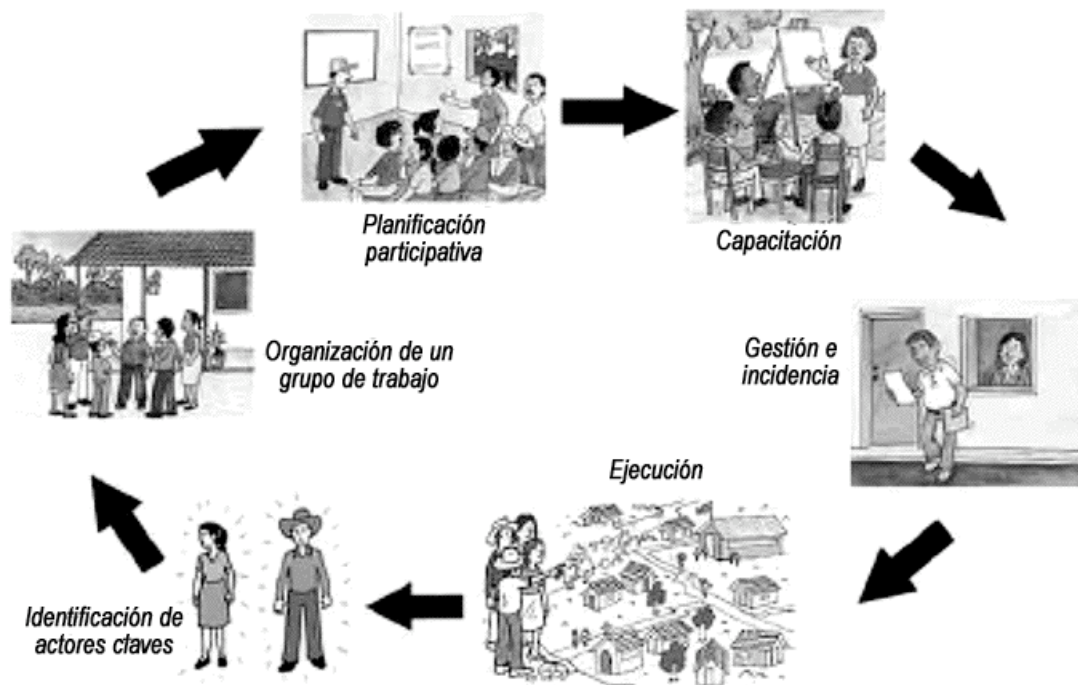 Planificación
participativa
Capacitación
Organización de un
grupo de trabajo
Gestión e
incidencia
Ejecución
Identificación de
actores claves